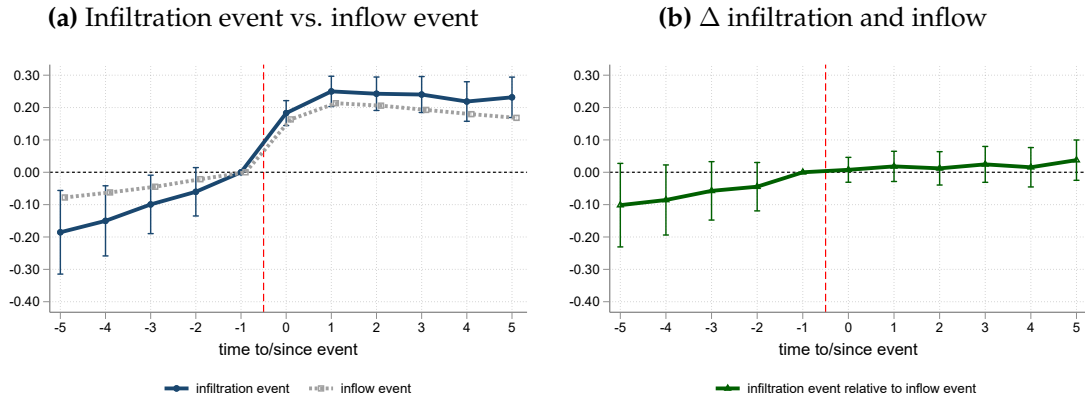 (a) Infiltration event vs. inflow event
0.30
0.20
0.10
0.00
-0.10
-0.20
-0.30
-0.40
-5 -4 -3 -2 -1 0 1 2 3 4 5
time to/since event
infiltration event inflow event
(b) Δ infiltration and inflow
0.30
0.20
0.10
0.00
-0.10
-0.20
-0.30
-0.40
-5 -4 -3 -2 -1 0 1 2 3 4 5
time to/since event
infiltration event relative to inflow event